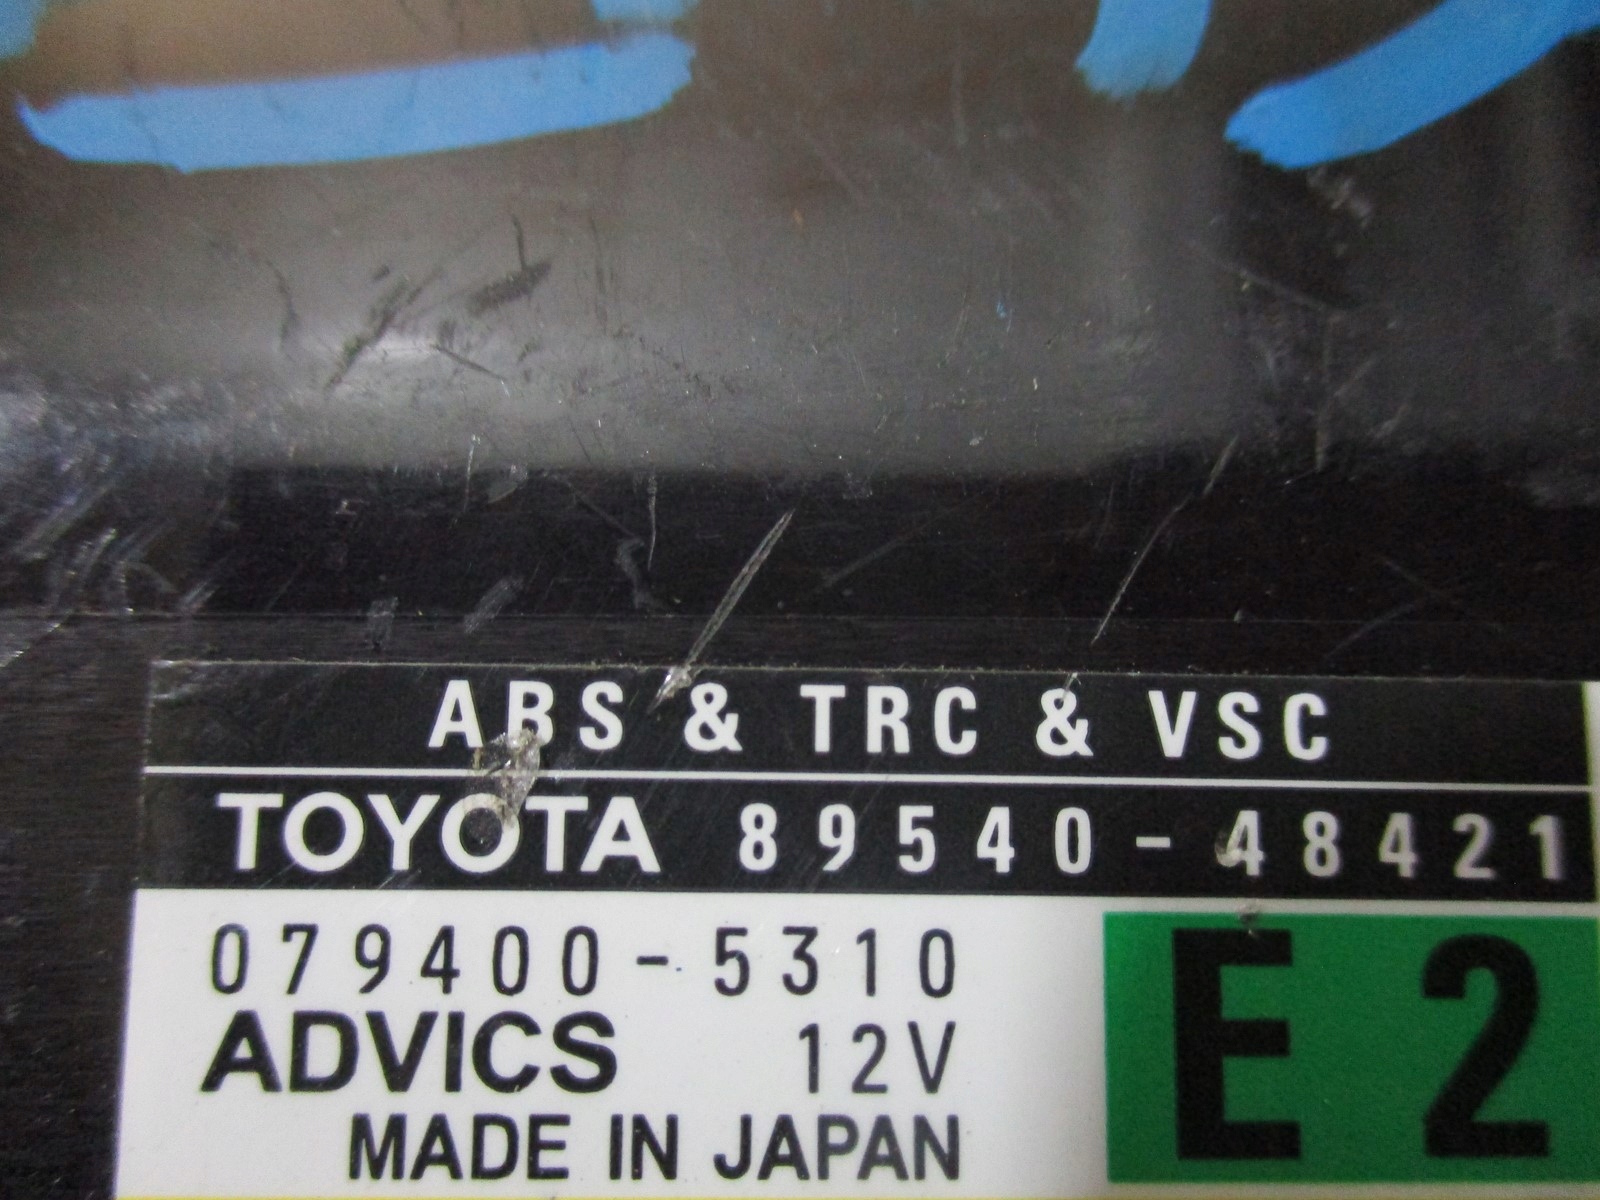 ABS & TRC & VSC
TOYOTA 89540-48421
079400-5310
ADVICS 12V
MADE IN JAPAN
E2